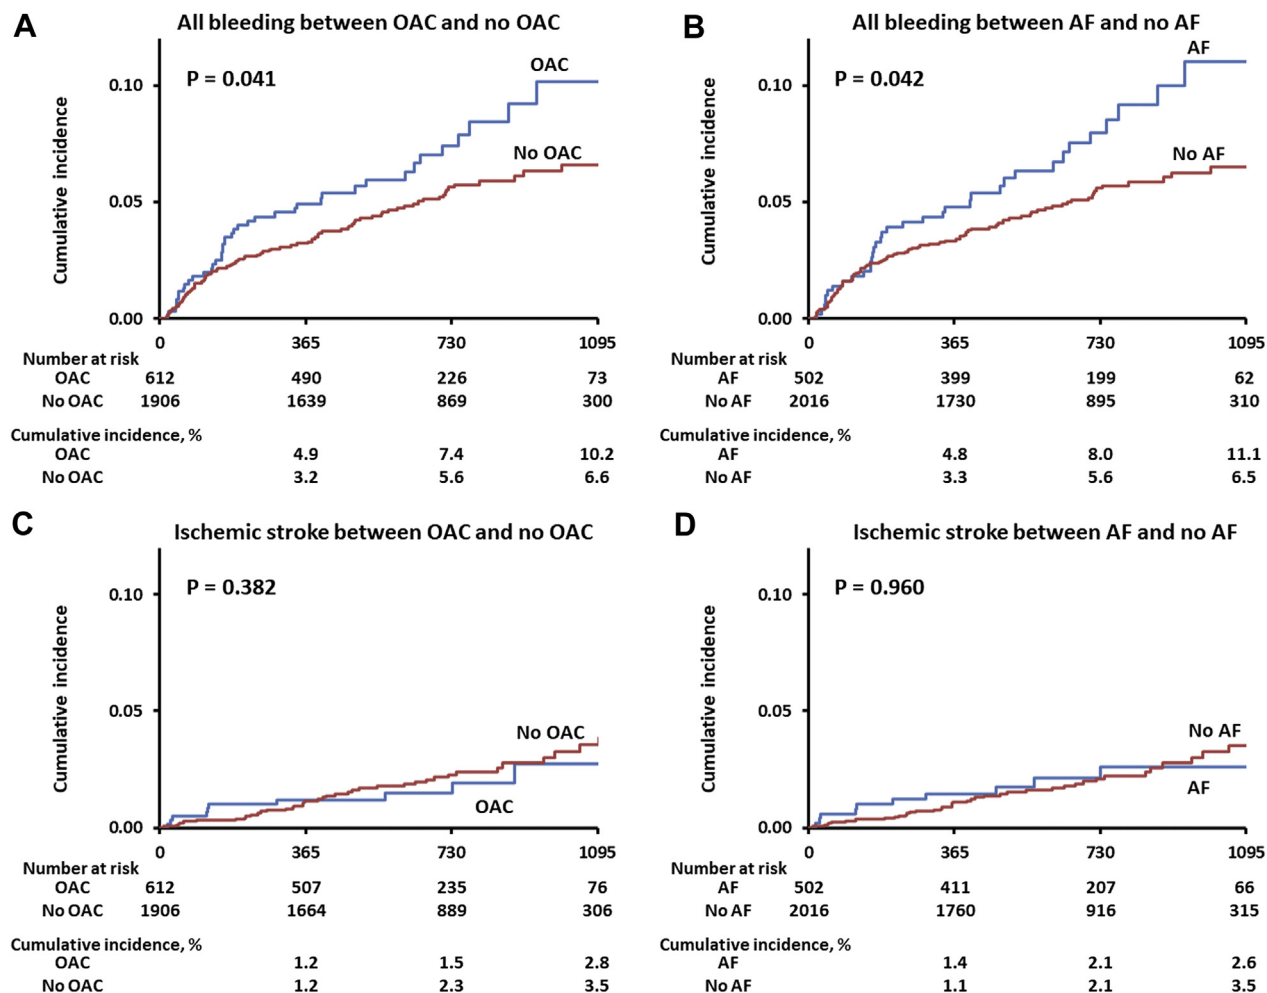 A
All bleeding between OAC and no OAC
P = 0.041
OAC
No OAC
Cumulative incidence
0.10
0.05
0.00
0 365 730 1095
Number at risk
OAC 612 490 226 73
No OAC 1906 1639 869 300
Cumulative incidence, %
OAC 4.9 7.4 10.2
No OAC 3.2 5.6 6.6
B
All bleeding between AF and no AF
P = 0.042
AF
No AF
Cumulative incidence
0.10
0.05
0.00
0 365 730 1095
Number at risk
AF 502 399 199 62
No AF 2016 1730 895 310
Cumulative incidence, %
AF 4.8 8.0 11.1
No AF 3.3 5.6 6.5
C
Ischemic stroke between OAC and no OAC
P = 0.382
No OAC
OAC
Cumulative incidence
0.10
0.05
0.00
0 365 730 1095
Number at risk
OAC 612 507 235 76
No OAC 1906 1664 889 306
Cumulative incidence, %
OAC 1.2 1.5 2.8
No OAC 1.2 2.3 3.5
D
Ischemic stroke between AF and no AF
P = 0.960
No AF
AF
Cumulative incidence
0.10
0.05
0.00
0 365 730 1095
Number at risk
AF 502 411 207 66
No AF 2016 1760 916 315
Cumulative incidence, %
AF 1.4 2.1 2.6
No AF 1.1 2.1 3.5